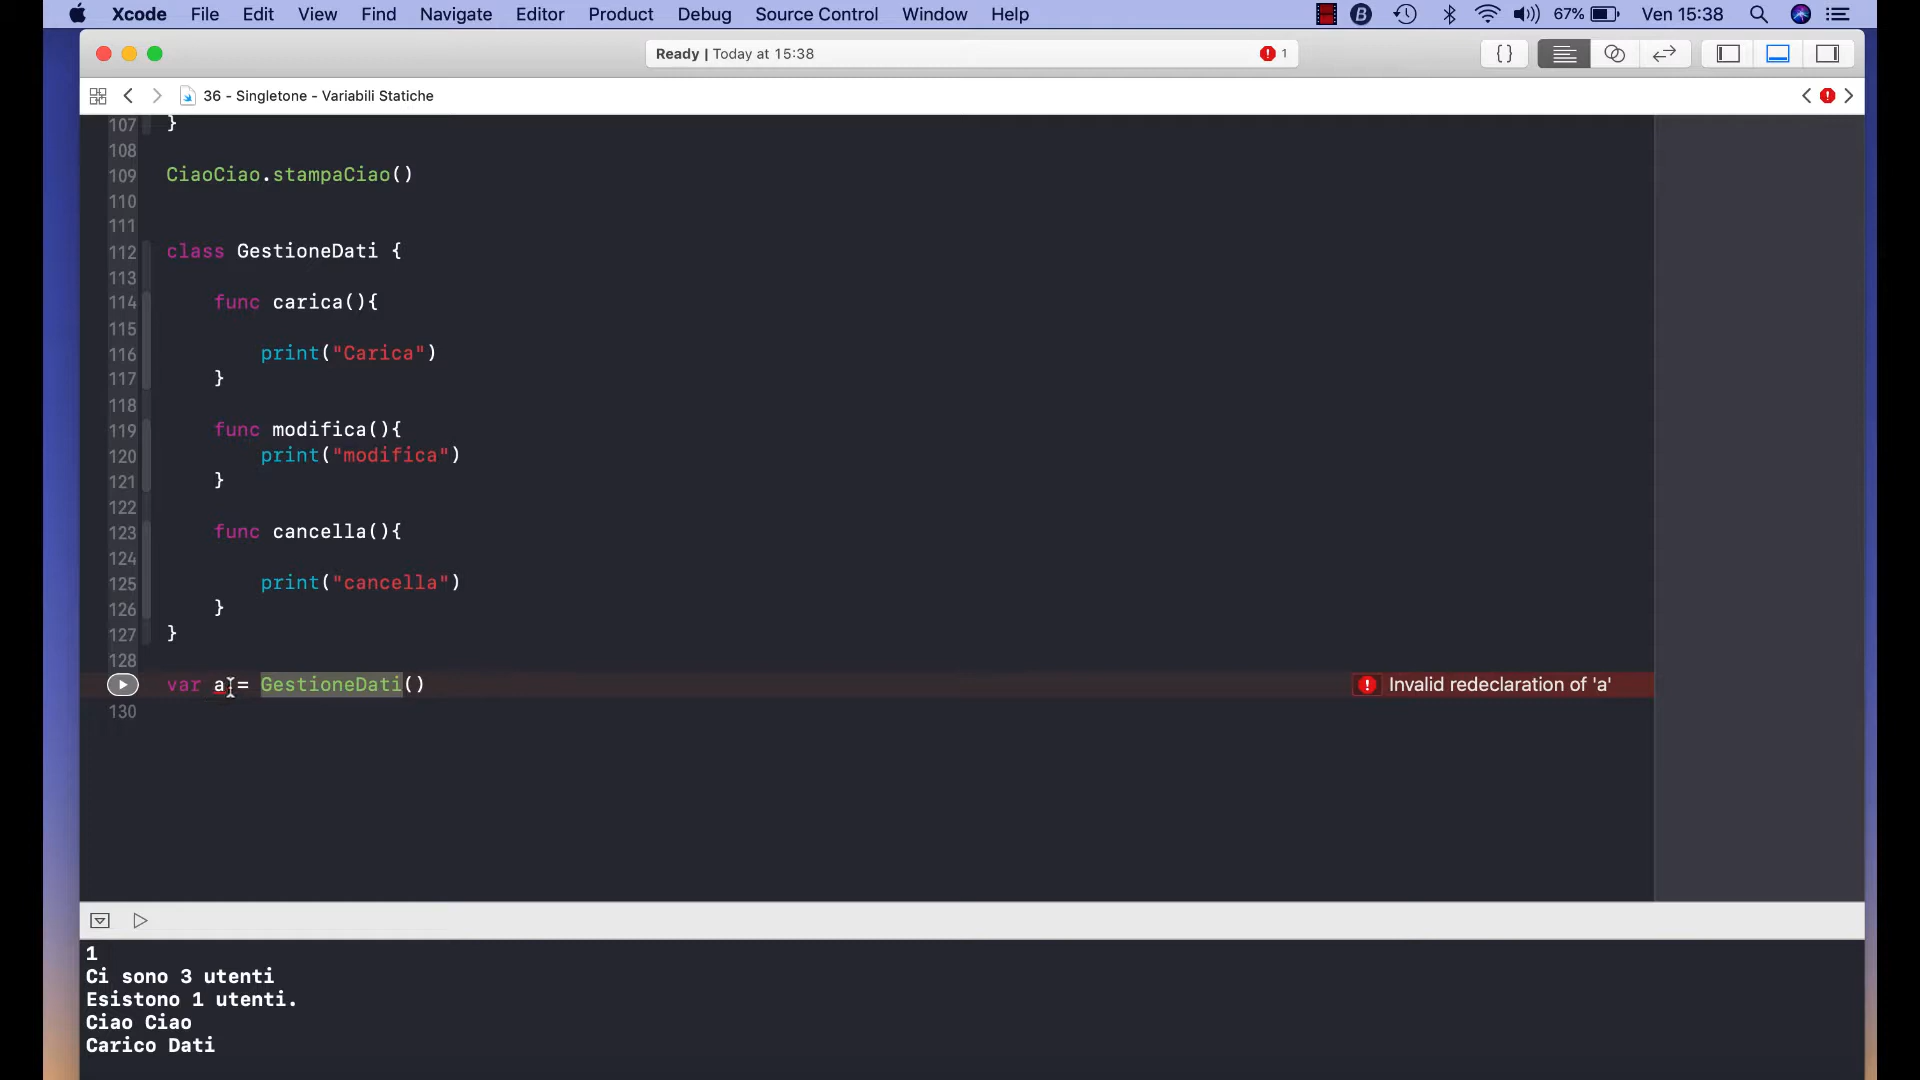 Xcode File Edit View Find Navigate Editor Product Debug Source Control Window Help 67% Ven 15:38
Ready | Today at 15:38 1
36 - Singletone - Variabili Statiche
107 }
108
109 CiaoCiao.stampaCiao()
110
111
112 class GestioneDati {
113
114 func carica(){
115
116 print("Carica")
117 }
118
119 func modifica(){
120 print("modifica")
121 }
122
123 func cancella(){
124
125 print("cancella")
126 }
127 }
128
var a = GestioneDati() Invalid redeclaration of 'a'
130
1
Ci sono 3 utenti
Esistono 1 utenti.
Ciao Ciao
Carico Dati